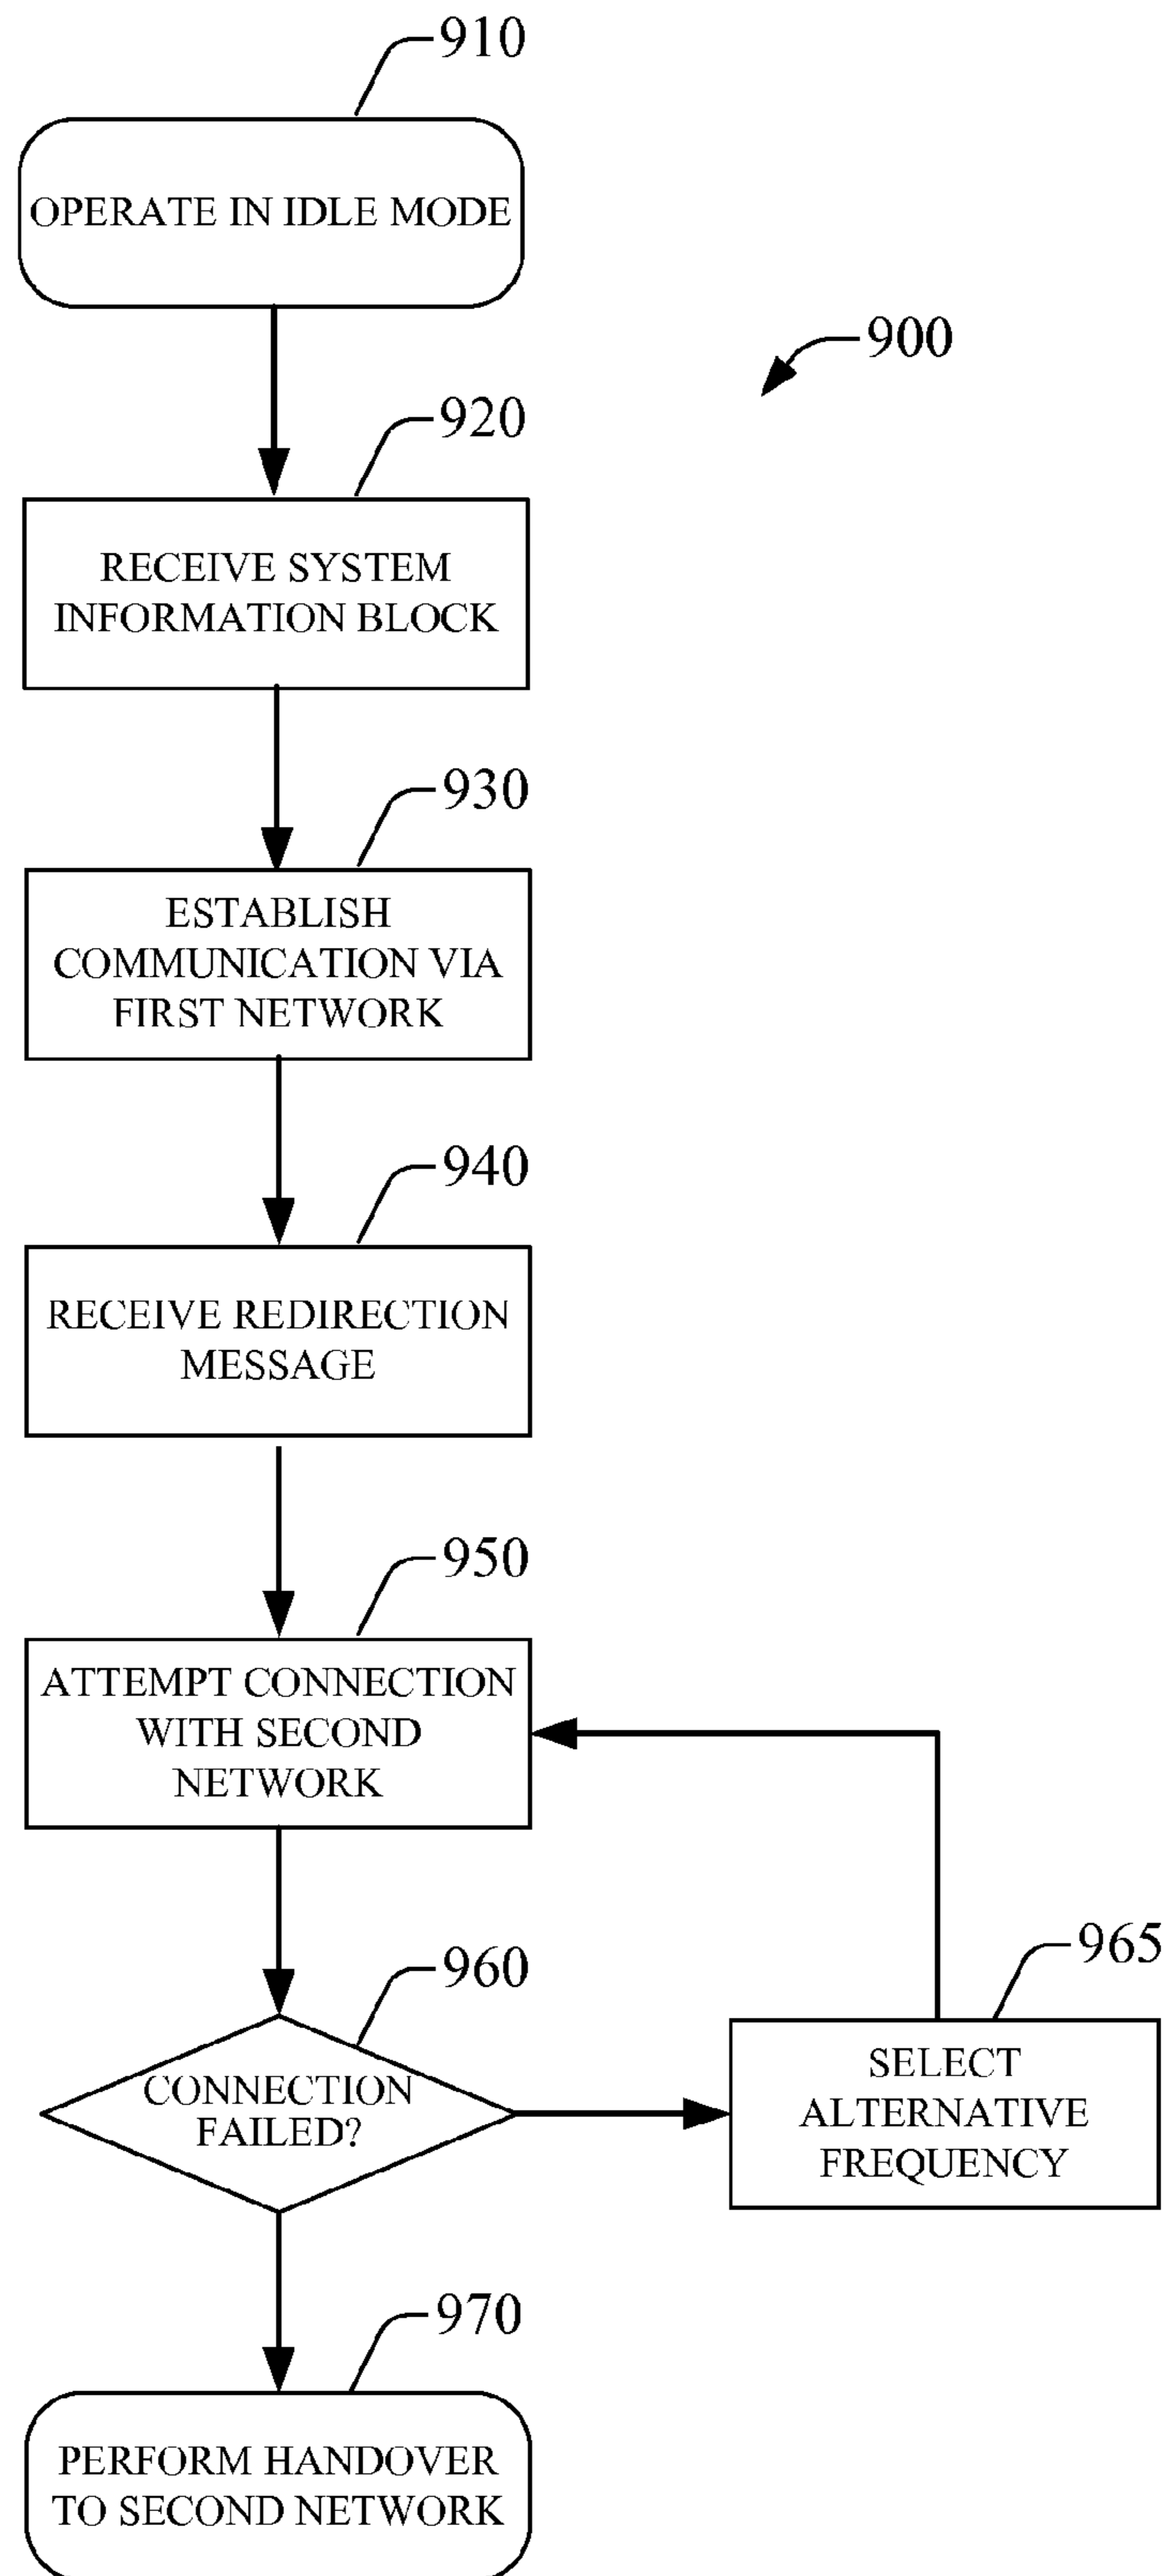 910
OPERATE IN IDLE MODE
900
920
RECEIVE SYSTEM
INFORMATION BLOCK
930
ESTABLISH
COMMUNICATION VIA
FIRST NETWORK
940
RECEIVE REDIRECTION
MESSAGE
950
ATTEMPT CONNECTION
WITH SECOND
NETWORK
960
CONNECTION
FAILED?
965
SELECT
ALTERNATIVE
FREQUENCY
970
PERFORM HANDOVER
TO SECOND NETWORK